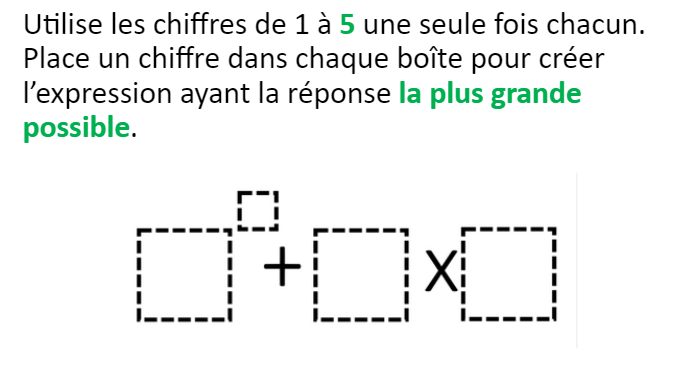 Utilise les chiffres de 1 à 5 une seule fois chacun.
Place un chiffre dans chaque boîte pour créer
l’expression ayant la réponse la plus grande
possible.
+ X